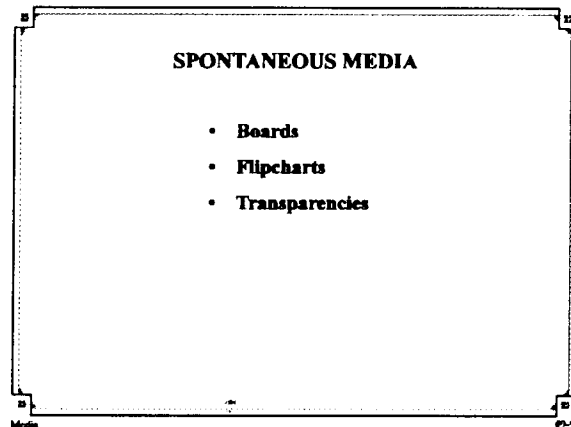 SPONTANEOUS MEDIA
• Boards
• Flipcharts
• Transparencies
Media